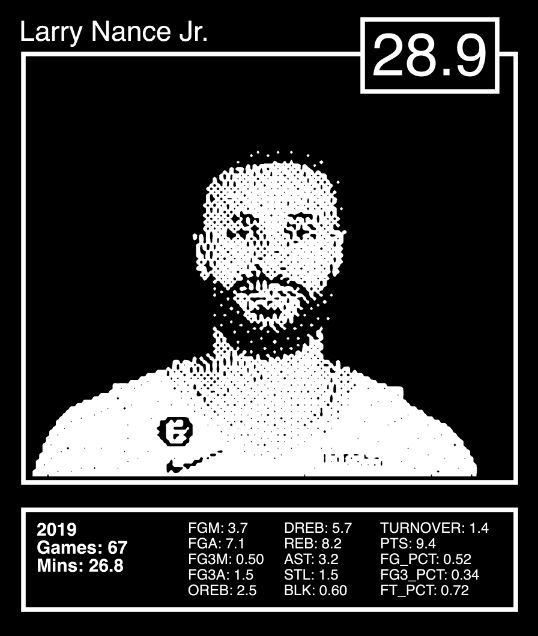 Larry Nance Jr.
28.9
2019
Games: 67
Mins: 26.8
FGM: 3.7
FGA: 7.1
FG3M: 0.50
FG3A: 1.5
OREB: 2.5
DREB: 5.7
REB: 8.2
AST: 3.2
STL: 1.5
BLK: 0.60
TURNOVER: 1.4
PTS: 9.4
FG_PCT: 0.52
FG3_PCT: 0.34
FT_PCT: 0.72